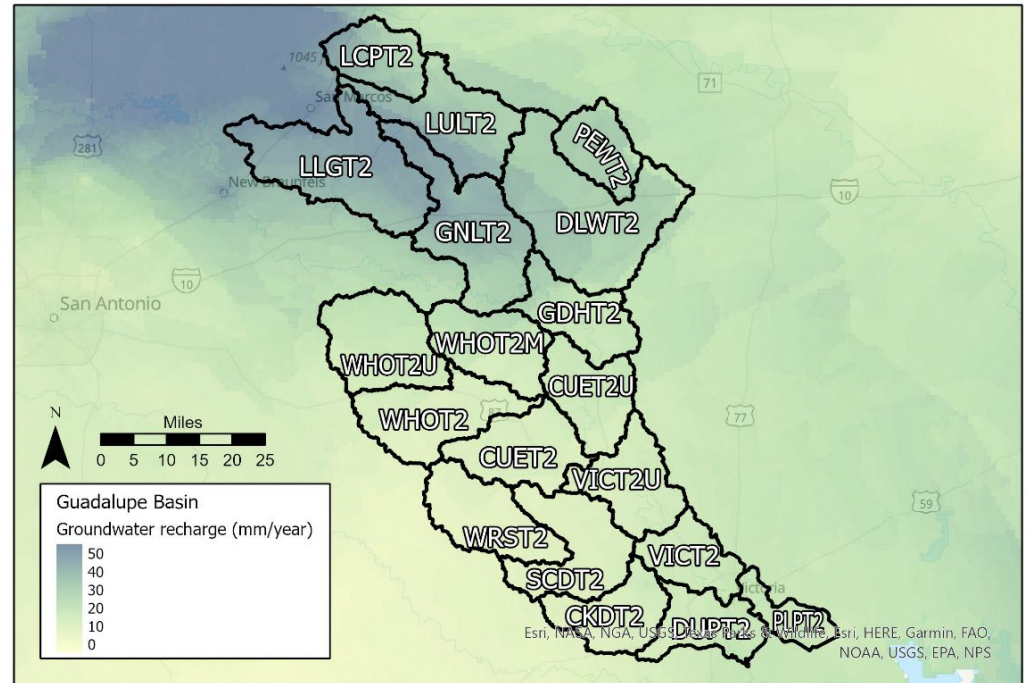 LCPT2
1045
71
San Marcos
LULT2
PEWT2
281
LLGT2
New Braunfels
10
DLWT2
GNLT2
10
San Antonio
GDHT2
WHOT2M
WHOT2U
CUET2U
87
WHOT2
77
N
Miles
0 5 10 15 20 25
CUET2
VICT2U
59
Guadalupe Basin
Groundwater recharge (mm/year)
50
40
30
20
10
0
WRST2
VICT2
SCDT2
Victoria
CKDT2
DUPT2
PLPT2
Esri, NASA, NGA, USGS, Texas Parks & Wildlife, Esri, HERE, Garmin, FAO,
NOAA, USGS, EPA, NPS